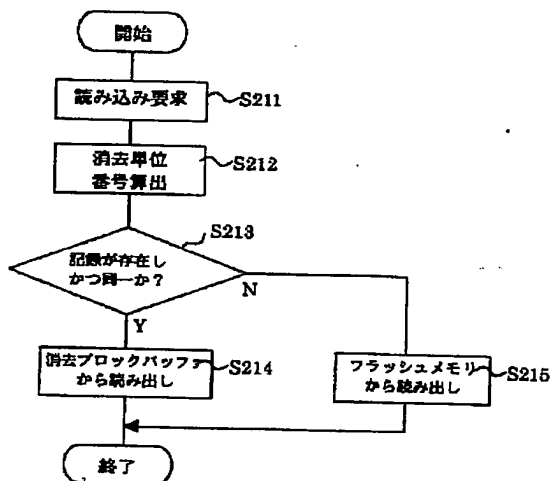 開始
読み込み要求
S211
消去単位
番号算出
S212
S213
記録が存在し
かつ同一か?
N
Y
消去ブロックバッファ
から読み出し
S214
フラッシュメモリ
から読み出し
S215
終了